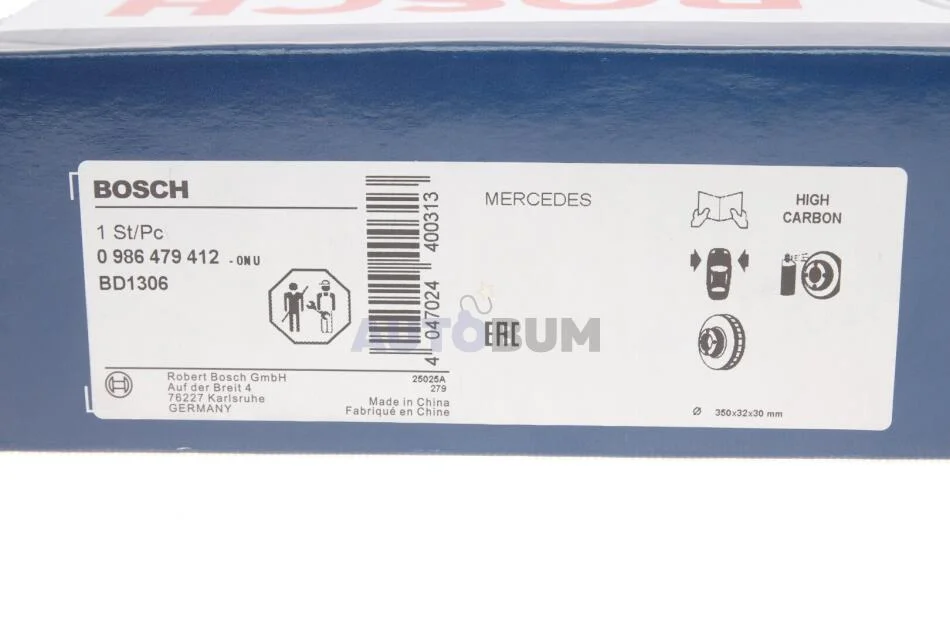 BOSCH
BOSCH
1 St/Pc
0 986 479 412 - ONU
BD1306
4 047024 400313
MERCEDES
HIGH
CARBON
AUTOBUM
EAC
Robert Bosch GmbH
Auf der Breit 4
76227 Karlsruhe
GERMANY
25025A
279
Made in China
Fabriqué en Chine
Ø 350x32x30 mm